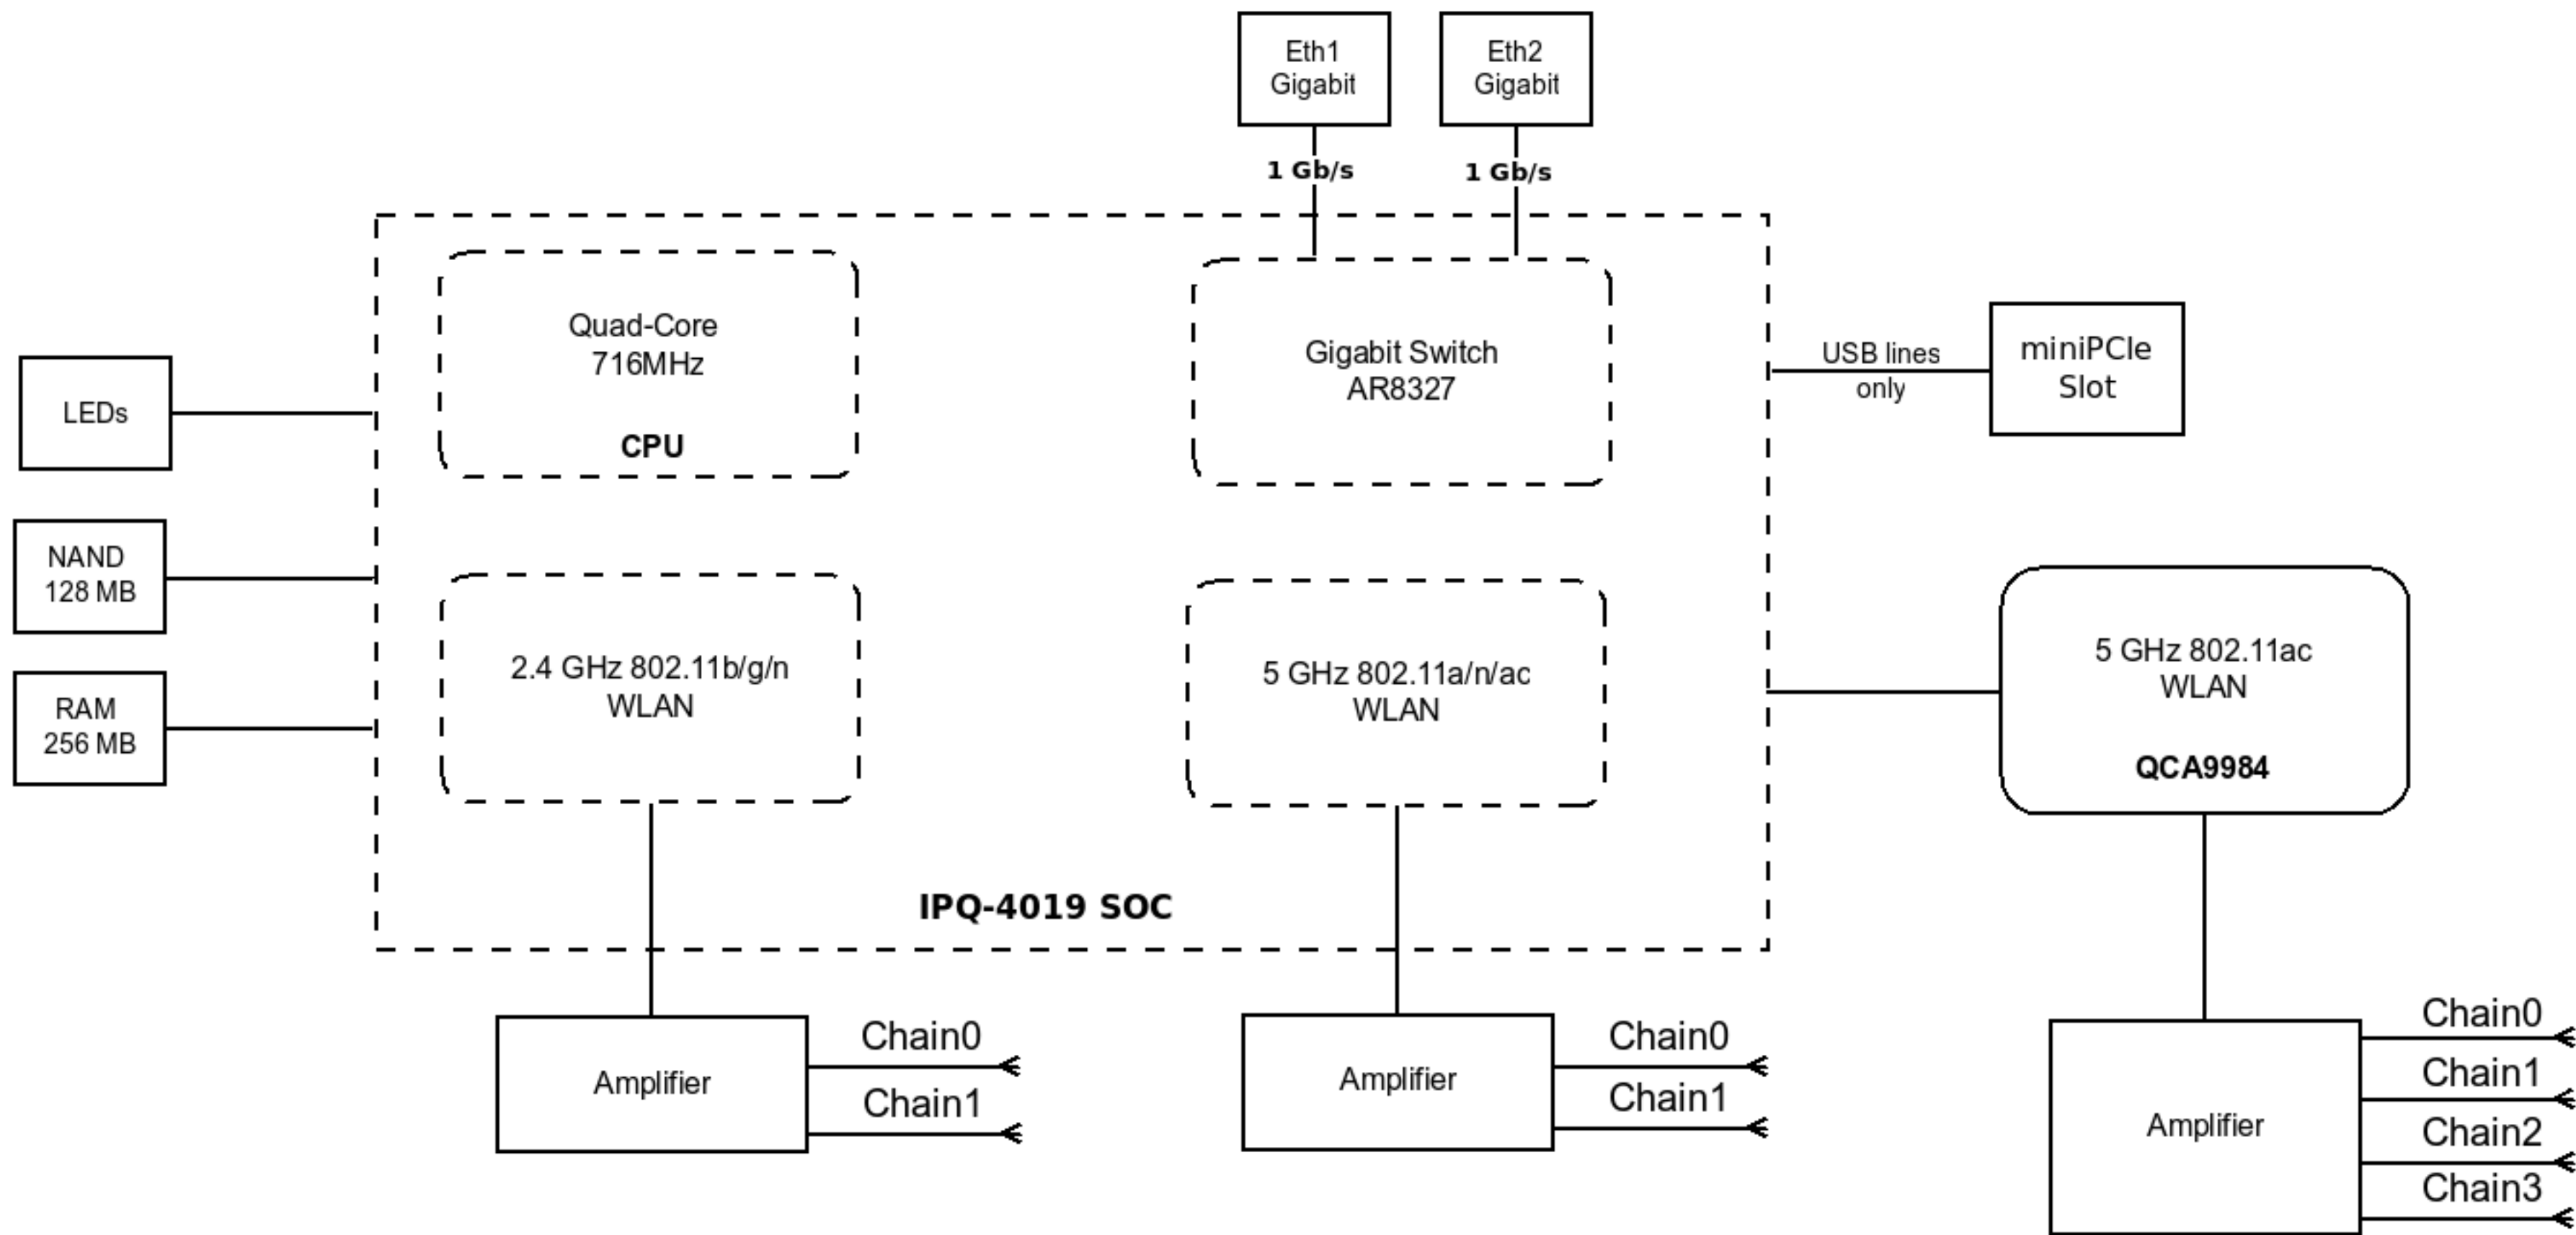 Eth1
Gigabit
Eth2
Gigabit
1 Gb/s
1 Gb/s
Quad-Core
716MHz
CPU
Gigabit Switch
AR8327
USB lines
only
miniPCIe
Slot
LEDs
NAND
128 MB
RAM
256 MB
2.4 GHz 802.11b/g/n
WLAN
5 GHz 802.11a/n/ac
WLAN
5 GHz 802.11ac
WLAN
QCA9984
IPQ-4019 SOC
Amplifier
Chain0
Chain1
Amplifier
Chain0
Chain1
Amplifier
Chain0
Chain1
Chain2
Chain3